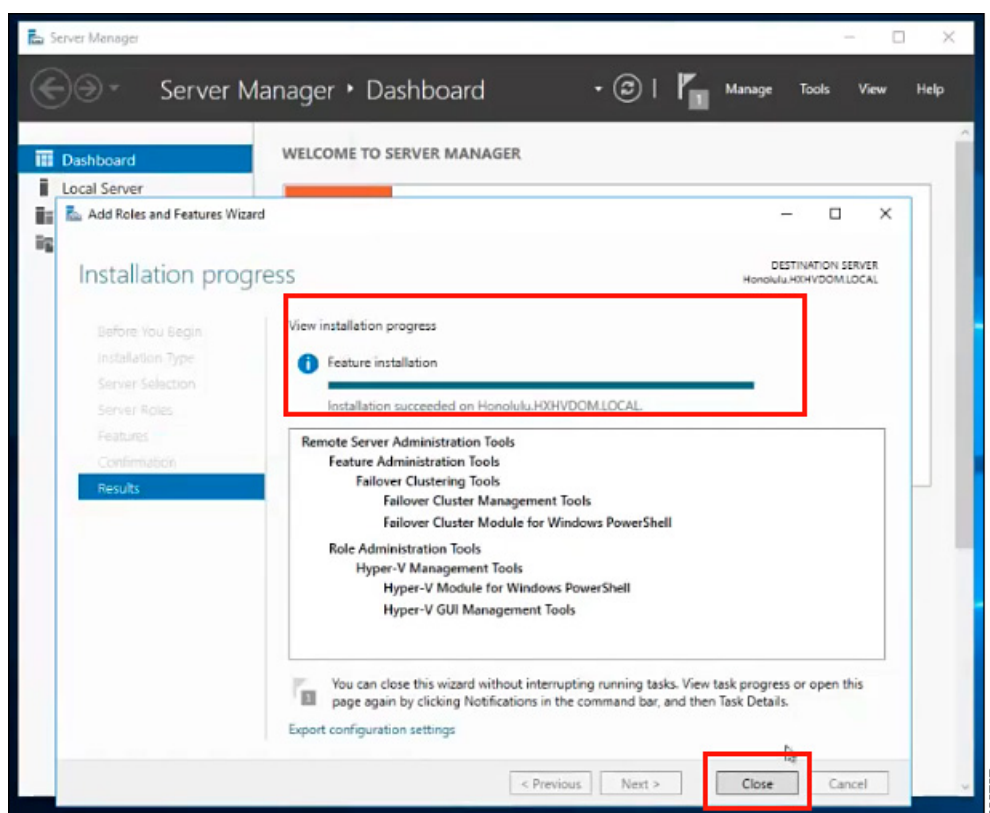 Server Manager
Server Manager • Dashboard
1
Manage Tools View Help
Dashboard
Local Server
WELCOME TO SERVER MANAGER
Add Roles and Features Wizard
Installation progress
DESTINATION SERVER
Honolulu.HXHVDOM.LOCAL
Before You Begin
Installation Type
Server Selection
Server Roles
Features
Confirmation
Results
View installation progress
Feature installation
Installation succeeded on Honolulu.HXHVDOM.LOCAL.
Remote Server Administration Tools
Feature Administration Tools
Failover Clustering Tools
Failover Cluster Management Tools
Failover Cluster Module for Windows PowerShell
Role Administration Tools
Hyper-V Management Tools
Hyper-V Module for Windows PowerShell
Hyper-V GUI Management Tools
1
You can close this wizard without interrupting running tasks. View task progress or open this
page again by clicking Notifications in the command bar, and then Task Details.
Export configuration settings
< Previous Next > Close Cancel